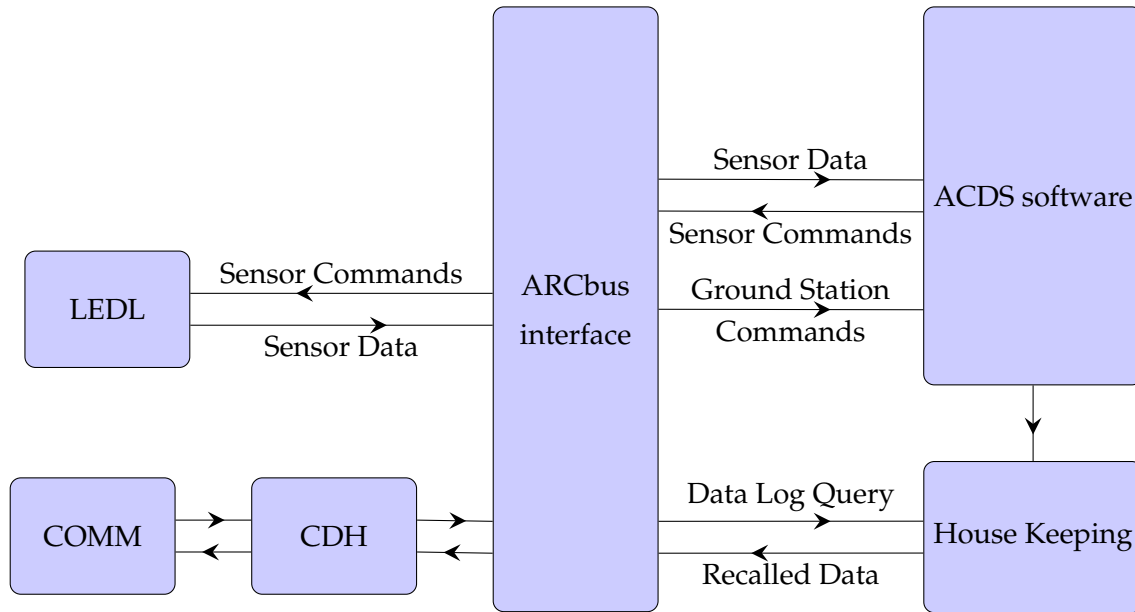 Sensor Data
ACDS software
Sensor Commands
Sensor Commands
ARCbus
interface
Ground Station
Commands
LEDL
Sensor Data
Data Log Query
COMM
CDH
House Keeping
Recalled Data